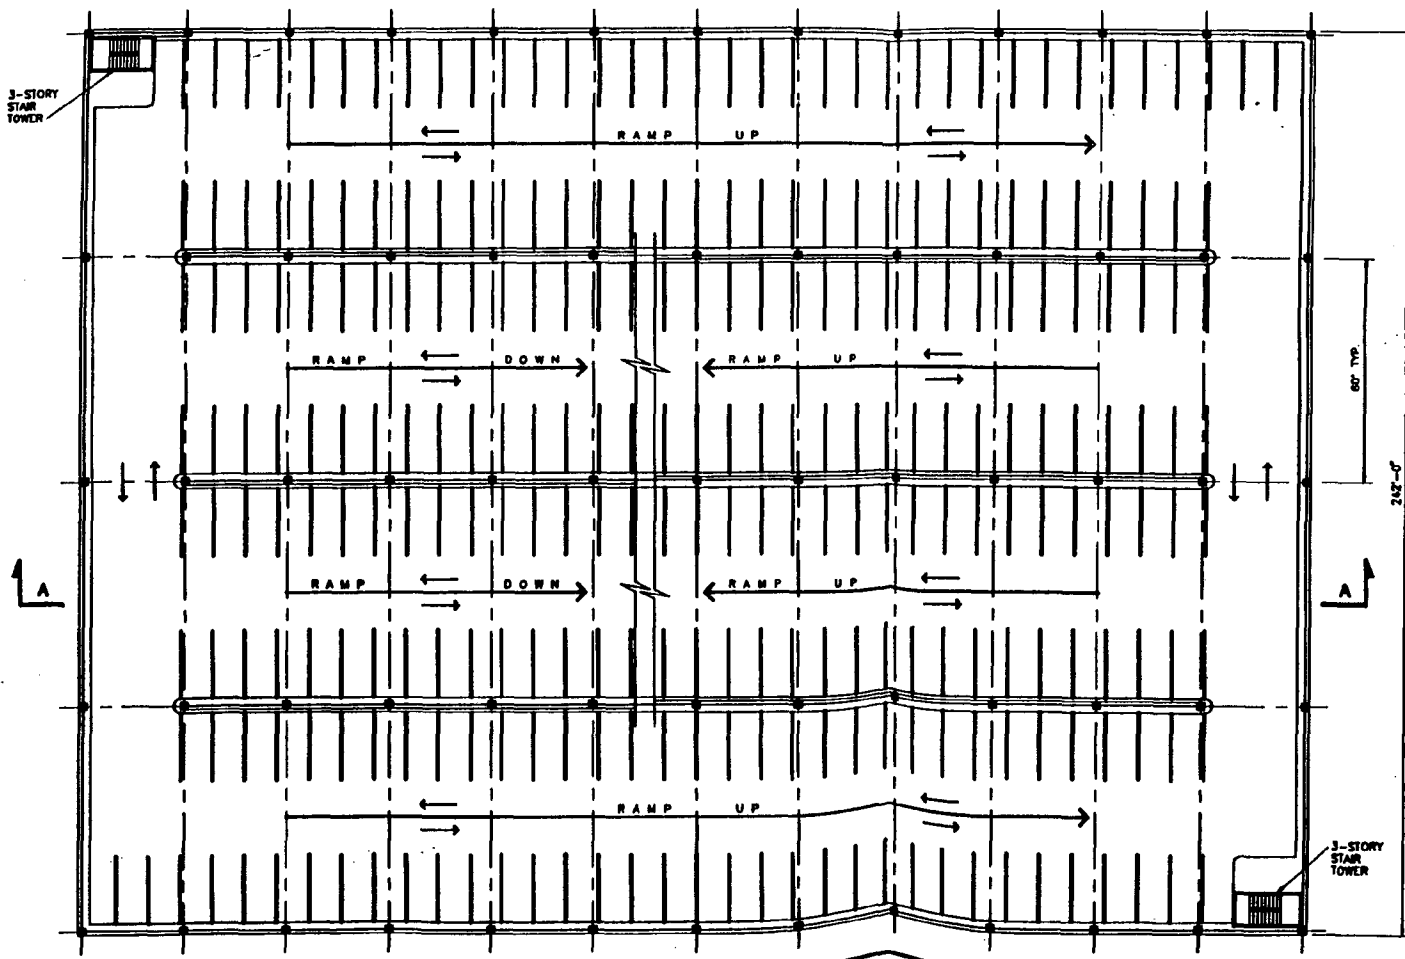 3-STORY
STAIR
TOWER
RAMP UP
RAMP DOWN
RAMP UP
60' TYP.
242'-0"
A
A
RAMP DOWN
RAMP UP
RAMP UP
3-STORY
STAIR
TOWER